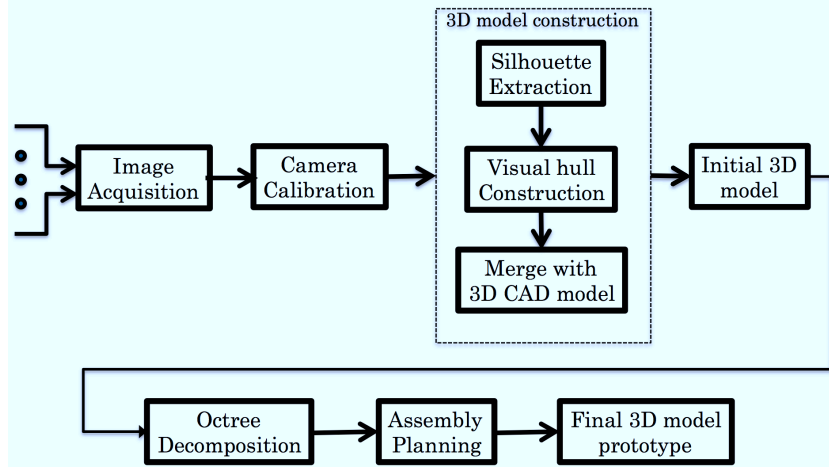 3D model construction
Silhouette
Extraction
Image
Acquisition
Camera
Calibration
Visual hull
Construction
Initial 3D
model
Merge with
3D CAD model
Octree
Decomposition
Assembly
Planning
Final 3D model
prototype